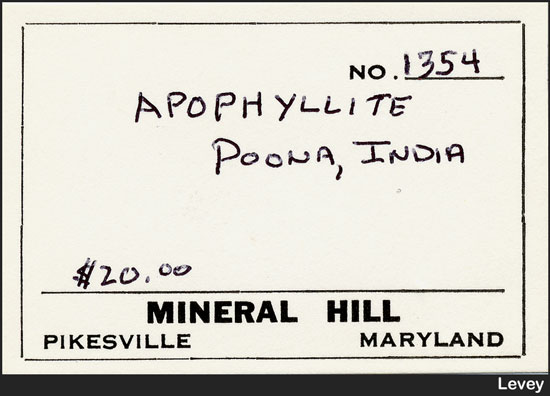 NO. 1354
APOPHYLLITE
POONA, INDIA
$20.00
MINERAL HILL
PIKESVILLE MARYLAND
Levey